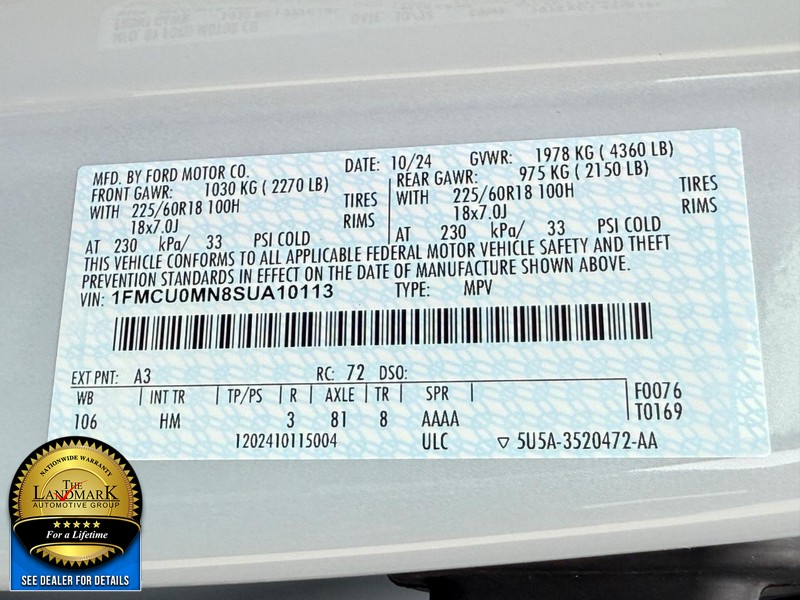 MFD. BY FORD MOTOR CO. DATE: 10/24 GVWR: 1978 KG ( 4360 LB)
FRONT GAWR: 1030 KG ( 2270 LB) REAR GAWR: 975 KG ( 2150 LB)
WITH 225/60R18 100H TIRES WITH 225/60R18 100H TIRES
18x7.0J RIMS 18x7.0J RIMS
AT 230 kPa/ 33 PSI COLD AT 230 kPa/ 33 PSI COLD
THIS VEHICLE CONFORMS TO ALL APPLICABLE FEDERAL MOTOR VEHICLE SAFETY AND THEFT
PREVENTION STANDARDS IN EFFECT ON THE DATE OF MANUFACTURE SHOWN ABOVE.
VIN: 1FMCU0MN8SUA10113 TYPE: MPV
EXT PNT: A3 RC: 72 DSO:
WB INT TR TP/PS R AXLE TR SPR F0076
106 HM 3 81 8 AAAA T0169
1202410115004 ULC ▽ 5U5A-3520472-AA
NATIONWIDE WARRANTY
THE
LANDMARK
AUTOMOTIVE GROUP
For a Lifetime
SEE DEALER FOR DETAILS